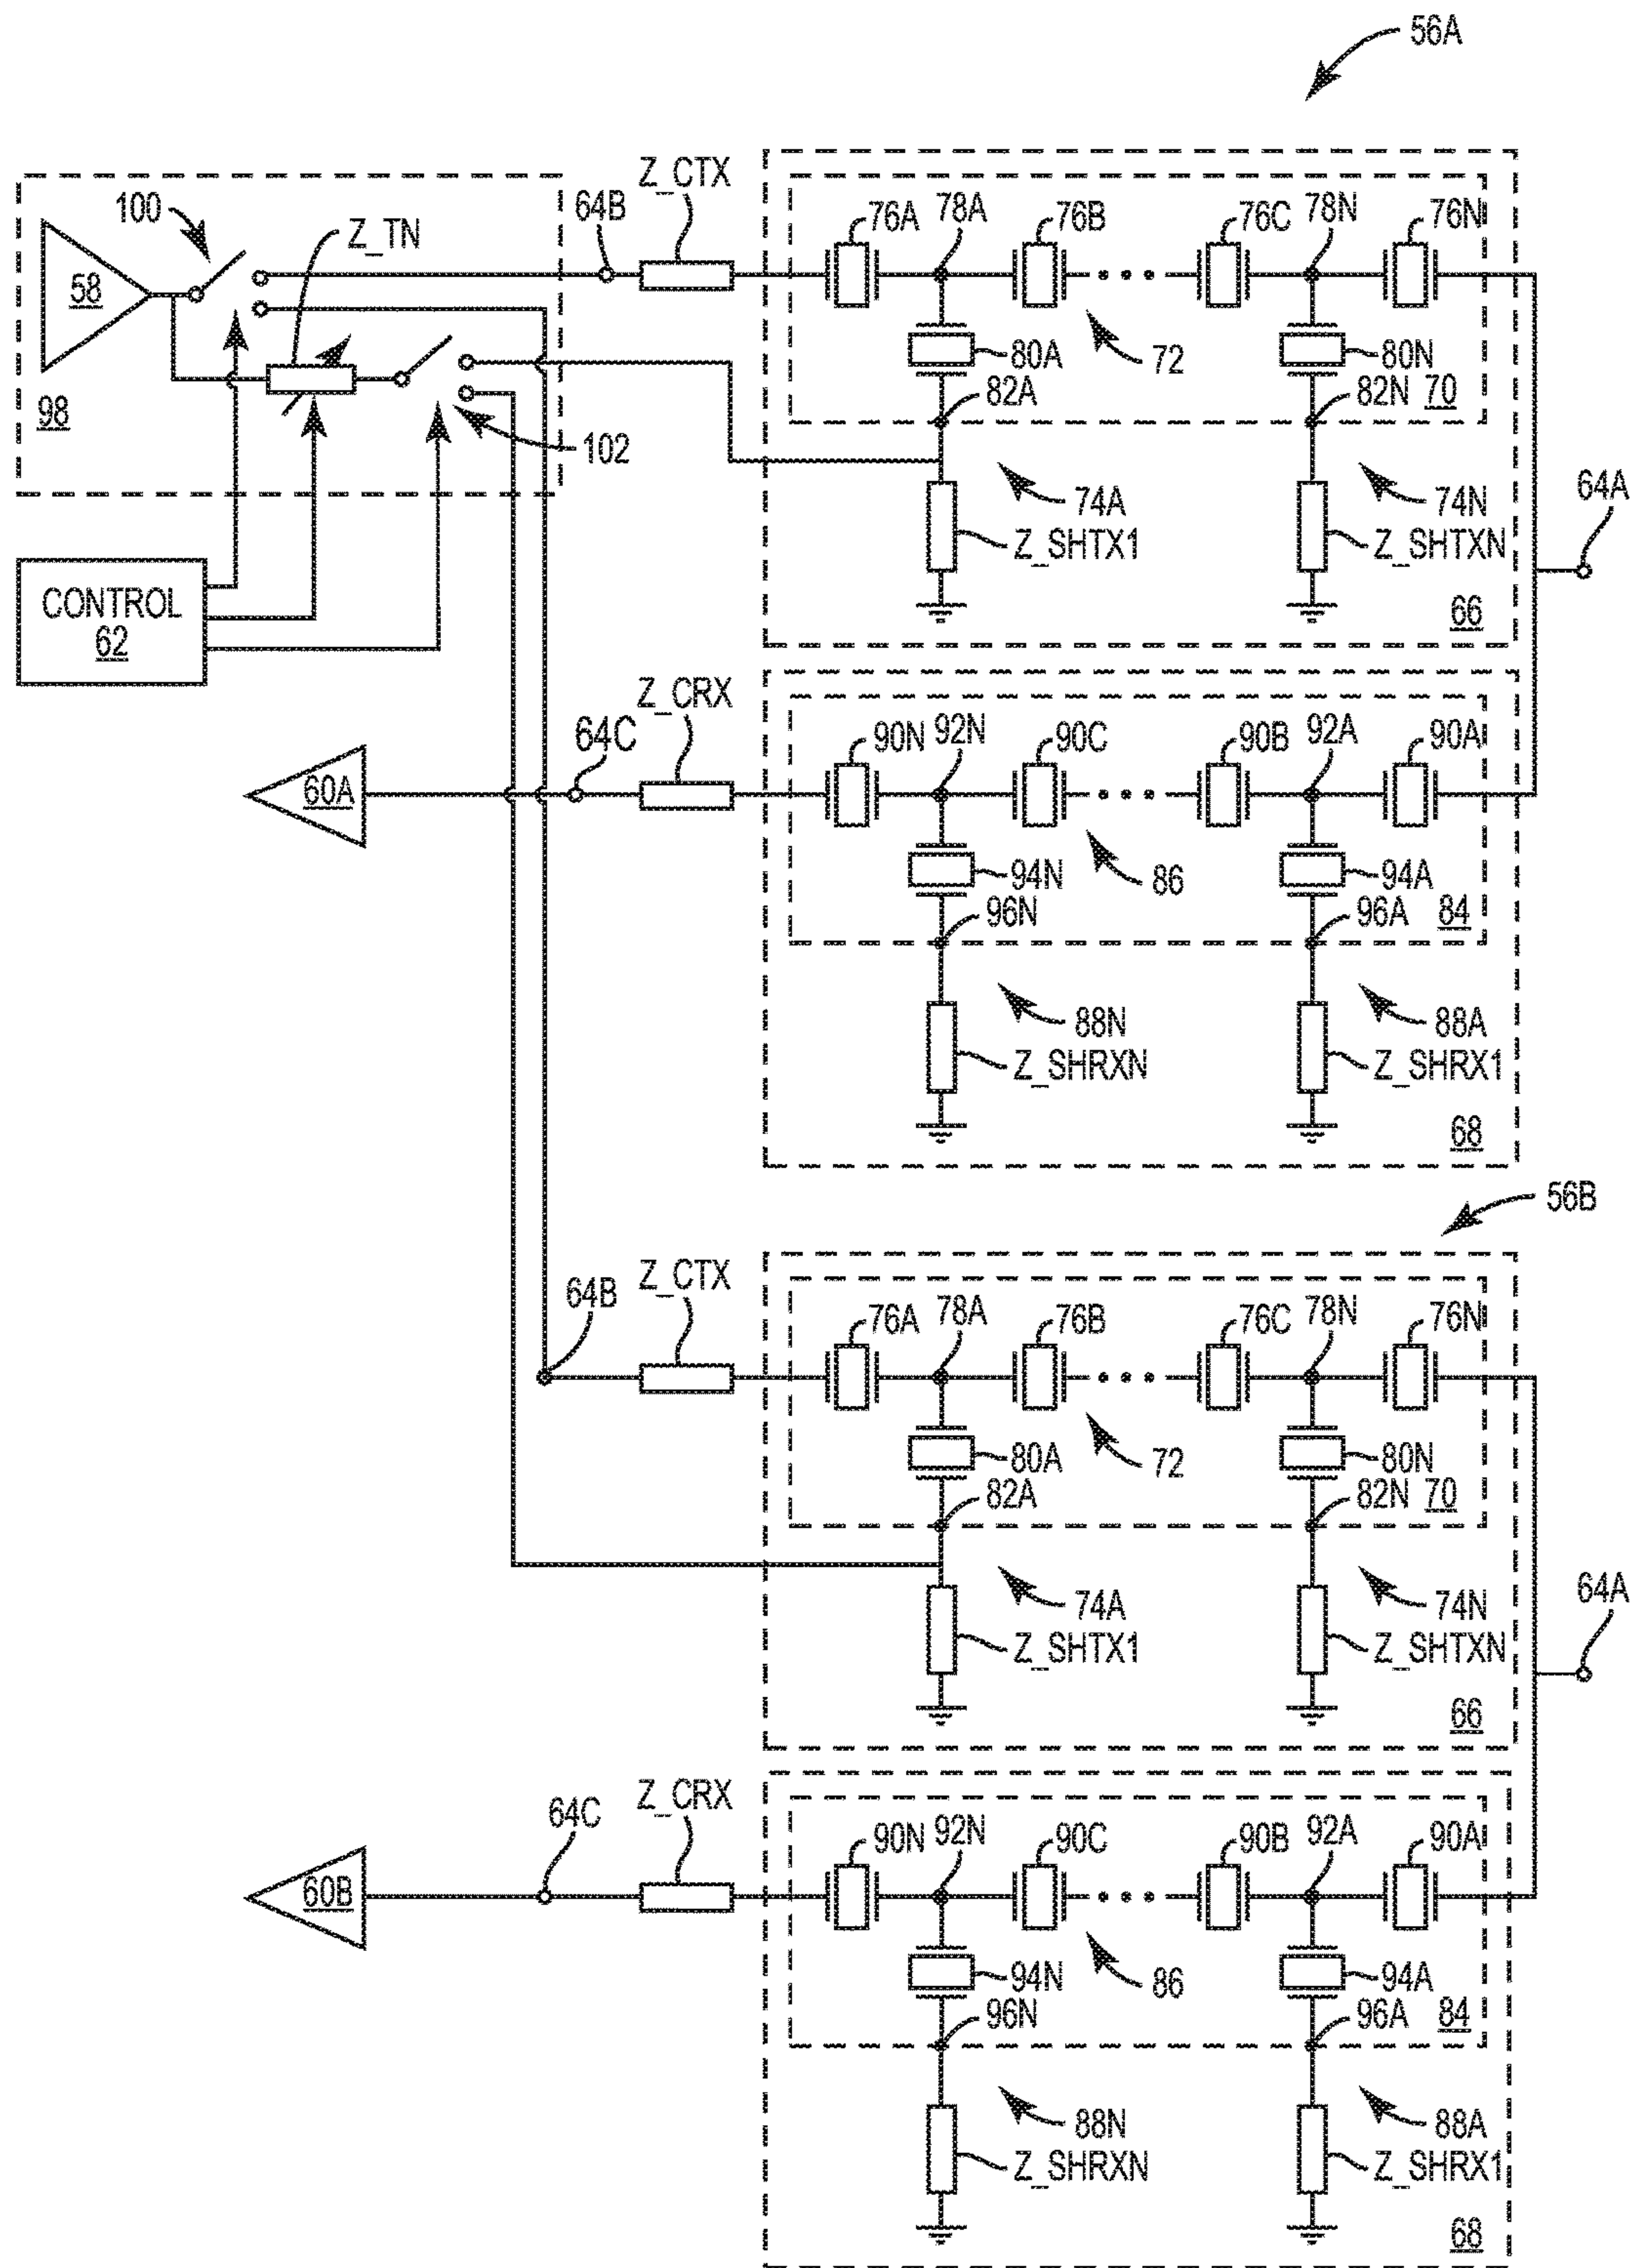 56A
Z_CTX
64B
100
Z_TN
58
98
102
76A
78A
76B
76C
78N
76N
80A
72
80N
82A
82N
70
74A
74N
64A
Z_SHTX1
Z_SHTXN
66
CONTROL
62
Z_CRX
64C
60A
90N
92N
90C
90B
92A
90A
94N
86
94A
96N
96A
84
88N
88A
Z_SHRXN
Z_SHRX1
68
56B
64B
Z_CTX
76A
78A
76B
76C
78N
76N
80A
72
80N
82A
82N
70
74A
74N
64A
Z_SHTX1
Z_SHTXN
66
Z_CRX
64C
60B
90N
92N
90C
90B
92A
90A
94N
86
94A
96N
96A
84
88N
88A
Z_SHRXN
Z_SHRX1
68